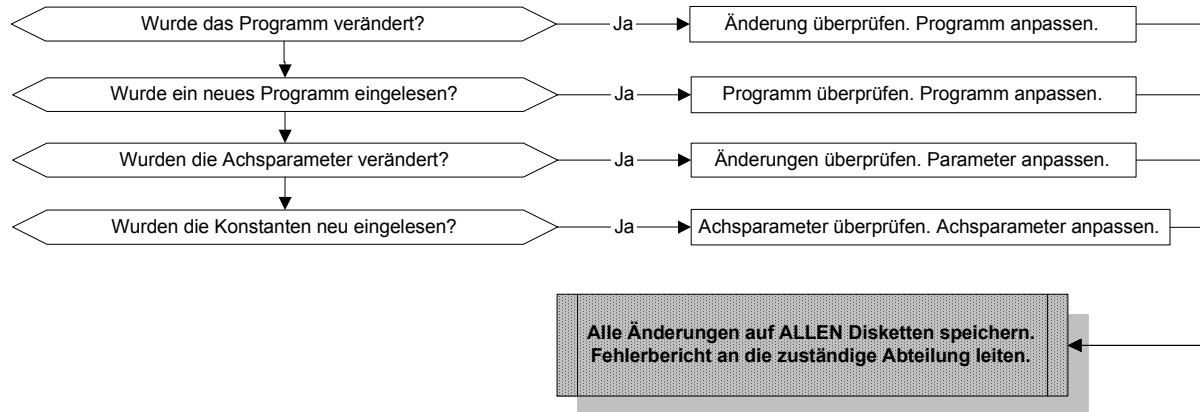 Wurde das Programm verändert?
Ja
Änderung überprüfen. Programm anpassen.
Wurde ein neues Programm eingelesen?
Ja
Programm überprüfen. Programm anpassen.
Wurden die Achsparameter verändert?
Ja
Änderungen überprüfen. Parameter anpassen.
Wurden die Konstanten neu eingelesen?
Ja
Achsparameter überprüfen. Achsparameter anpassen.
Alle Änderungen auf ALLEN Disketten speichern.
Fehlerbericht an die zuständige Abteilung leiten.